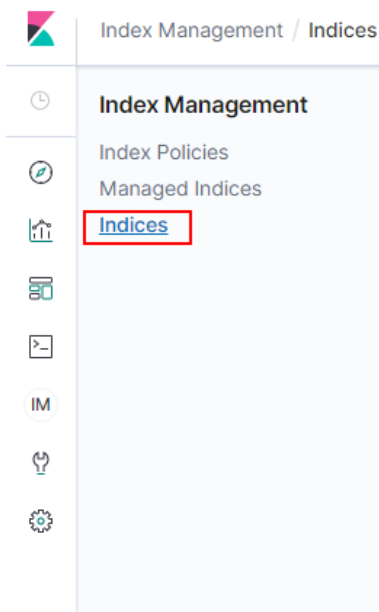 Index Management / Indices
Index Management
Index Policies
Managed Indices
Indices
IM